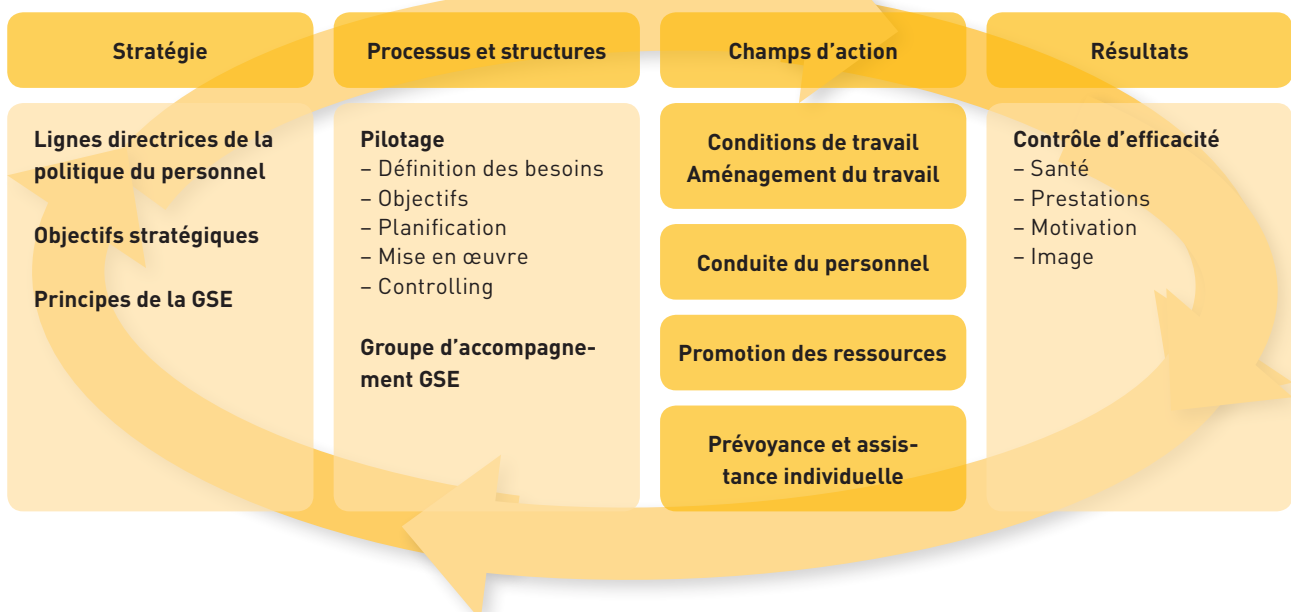 Stratégie
Processus et structures
Champs d’action
Résultats
Lignes directrices de la
politique du personnel
Objectifs stratégiques
Principes de la GSE
Pilotage
– Définition des besoins
– Objectifs
– Planification
– Mise en œuvre
– Controlling
Groupe d’accompagne-
ment GSE
Conditions de travail
Aménagement du travail
Conduite du personnel
Promotion des ressources
Prévoyance et assis-
tance individuelle
Contrôle d’efficacité
– Santé
– Prestations
– Motivation
– Image